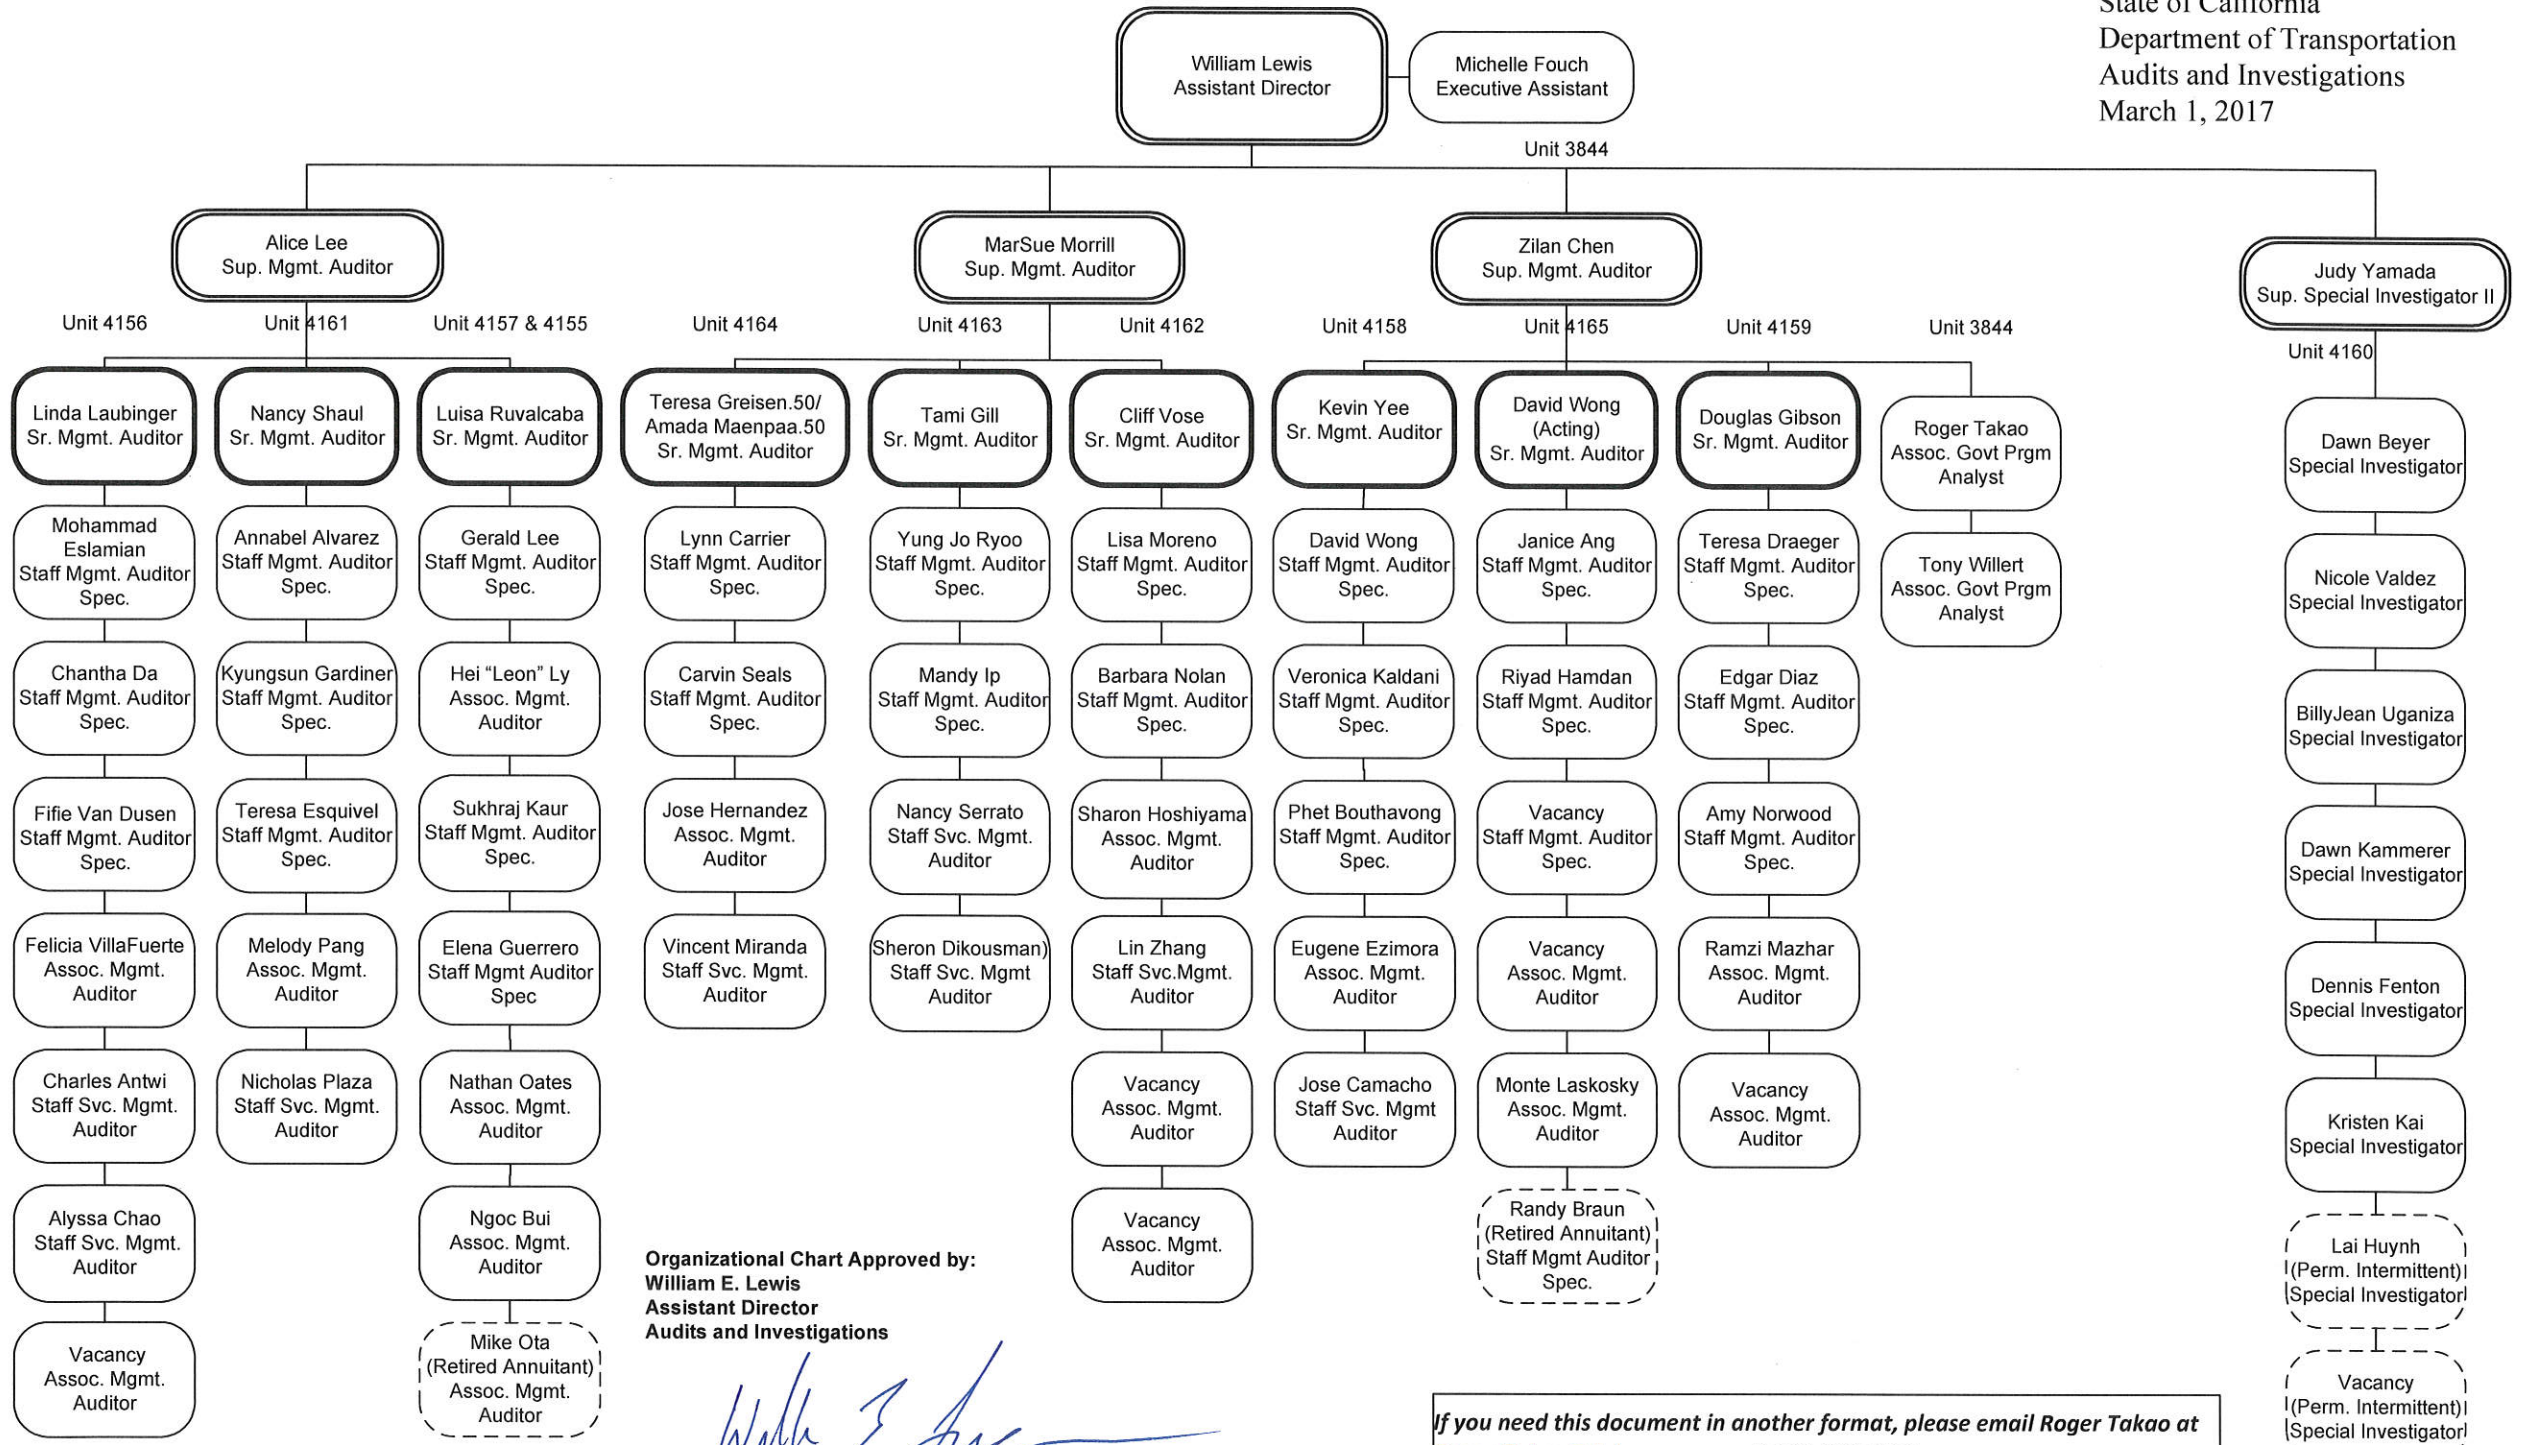 State of California
Department of Transportation
Audits and Investigations
March 1, 2017
William Lewis
Assistant Director
Michelle Fouch
Executive Assistant
Unit 3844
Alice Lee
Sup. Mgmt. Auditor
MarSue Morrill
Sup. Mgmt. Auditor
Zilan Chen
Sup. Mgmt. Auditor
Judy Yamada
Sup. Special Investigator II
Unit 4156
Linda Laubinger
Sr. Mgmt. Auditor
Mohammad
Eslamian
Staff Mgmt. Auditor
Spec.
Chantha Da
Staff Mgmt. Auditor
Spec.
Fifie Van Dusen
Staff Mgmt. Auditor
Spec.
Felicia VillaFuerte
Assoc. Mgmt.
Auditor
Charles Antwi
Staff Svc. Mgmt.
Auditor
Alyssa Chao
Staff Svc. Mgmt.
Auditor
Vacancy
Assoc. Mgmt.
Auditor
Unit 4161
Nancy Shaul
Sr. Mgmt. Auditor
Annabel Alvarez
Staff Mgmt. Auditor
Spec.
Kyungsun Gardiner
Staff Mgmt. Auditor
Spec.
Teresa Esquivel
Staff Mgmt. Auditor
Spec.
Melody Pang
Assoc. Mgmt.
Auditor
Nicholas Plaza
Staff Svc. Mgmt.
Auditor
Unit 4157 & 4155
Luisa Ruvalcaba
Sr. Mgmt. Auditor
Gerald Lee
Staff Mgmt. Auditor
Spec.
Hei “Leon” Ly
Assoc. Mgmt.
Auditor
Sukhraj Kaur
Staff Mgmt. Auditor
Spec.
Elena Guerrero
Staff Mgmt Auditor
Spec
Nathan Oates
Assoc. Mgmt.
Auditor
Ngoc Bui
Assoc. Mgmt.
Auditor
Mike Ota
(Retired Annuitant)
Assoc. Mgmt.
Auditor
Unit 4164
Teresa Greisen.50/
Amada Maenpaa.50
Sr. Mgmt. Auditor
Lynn Carrier
Staff Mgmt. Auditor
Spec.
Carvin Seals
Staff Mgmt. Auditor
Spec.
Jose Hernandez
Assoc. Mgmt.
Auditor
Vincent Miranda
Staff Svc. Mgmt.
Auditor
Unit 4163
Tami Gill
Sr. Mgmt. Auditor
Yung Jo Ryoo
Staff Mgmt. Auditor
Spec.
Mandy Ip
Staff Mgmt. Auditor
Spec.
Nancy Serrato
Staff Svc. Mgmt.
Auditor
Sheron Dikousman)
Staff Svc. Mgmt
Auditor
Unit 4162
Cliff Vose
Sr. Mgmt. Auditor
Lisa Moreno
Staff Mgmt. Auditor
Spec.
Barbara Nolan
Staff Mgmt. Auditor
Spec.
Sharon Hoshiyama
Assoc. Mgmt.
Auditor
Lin Zhang
Staff Svc.Mgmt.
Auditor
Vacancy
Assoc. Mgmt.
Auditor
Vacancy
Assoc. Mgmt.
Auditor
Unit 4158
Kevin Yee
Sr. Mgmt. Auditor
David Wong
Staff Mgmt. Auditor
Spec.
Veronica Kaldani
Staff Mgmt. Auditor
Spec.
Phet Bouthavong
Staff Mgmt. Auditor
Spec.
Eugene Ezimora
Assoc. Mgmt.
Auditor
Jose Camacho
Staff Svc. Mgmt
Auditor
Unit 4165
David Wong
(Acting)
Sr. Mgmt. Auditor
Janice Ang
Staff Mgmt. Auditor
Spec.
Riyad Hamdan
Staff Mgmt. Auditor
Spec.
Vacancy
Staff Mgmt. Auditor
Spec.
Vacancy
Assoc. Mgmt.
Auditor
Monte Laskosky
Assoc. Mgmt.
Auditor
Randy Braun
(Retired Annuitant)
Staff Mgmt Auditor
Spec.
Unit 4159
Douglas Gibson
Sr. Mgmt. Auditor
Teresa Draeger
Staff Mgmt. Auditor
Spec.
Edgar Diaz
Staff Mgmt. Auditor
Spec.
Amy Norwood
Staff Mgmt. Auditor
Spec.
Ramzi Mazhar
Assoc. Mgmt.
Auditor
Vacancy
Assoc. Mgmt.
Auditor
Unit 3844
Roger Takao
Assoc. Govt Prgm
Analyst
Tony Willert
Assoc. Govt Prgm
Analyst
Unit 4160
Dawn Beyer
Special Investigator
Nicole Valdez
Special Investigator
BillyJean Uganiza
Special Investigator
Dawn Kammerer
Special Investigator
Dennis Fenton
Special Investigator
Kristen Kai
Special Investigator
Lai Huynh
(Perm. Intermittent)
Special Investigator
Vacancy
(Perm. Intermittent)
Special Investigator
Organizational Chart Approved by:
William E. Lewis
Assistant Director
Audits and Investigations
If you need this document in another format, please email Roger Takao at